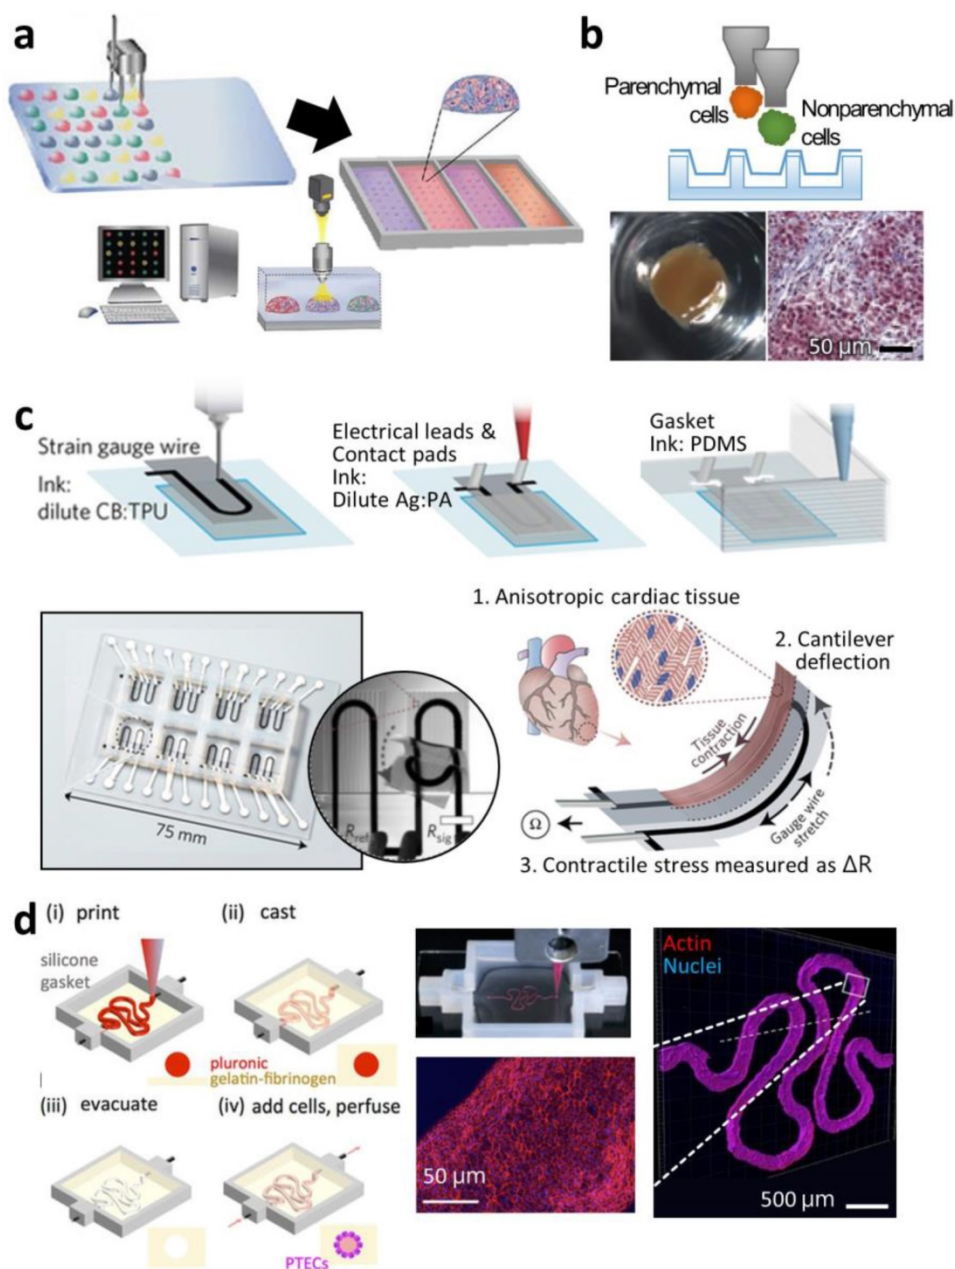 a
b
Parenchymal
cells
Nonparenchymal
cells
50 μm
c
Strain gauge wire
Ink:
dilute CB:TPU
Electrical leads &
Contact pads
Ink:
Dilute Ag:PA
Gasket
Ink: PDMS
75 mm
Rref
Rsig
1. Anisotropic cardiac tissue
2. Cantilever
deflection
Tissue
contraction
Gauge wire
stretch
Ω
3. Contractile stress measured as ΔR
d
(i) print
(ii) cast
silicone
gasket
pluronic
gelatin-fibrinogen
(iii) evacuate
(iv) add cells, perfuse
PTECs
50 μm
Actin
Nuclei
500 μm